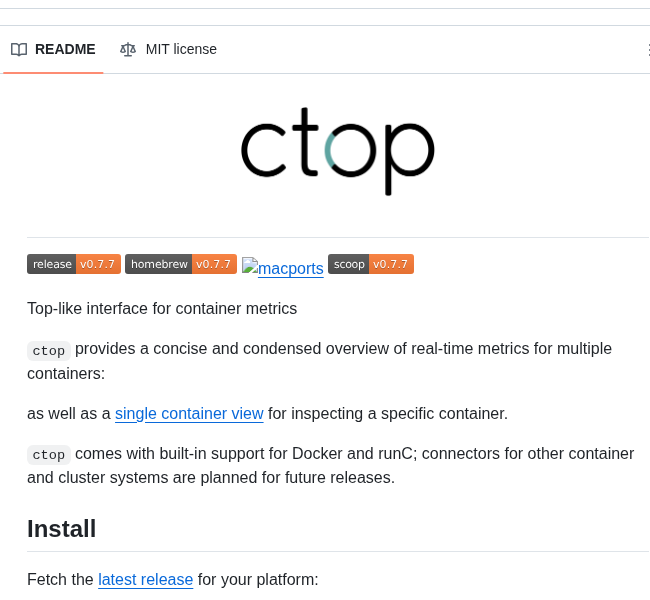 README MIT license
ctop
release v0.7.7 homebrew v0.7.7 macports scoop v0.7.7
Top-like interface for container metrics
ctop provides a concise and condensed overview of real-time metrics for multiple
containers:
as well as a single container view for inspecting a specific container.
ctop comes with built-in support for Docker and runC; connectors for other container
and cluster systems are planned for future releases.
Install
Fetch the latest release for your platform: